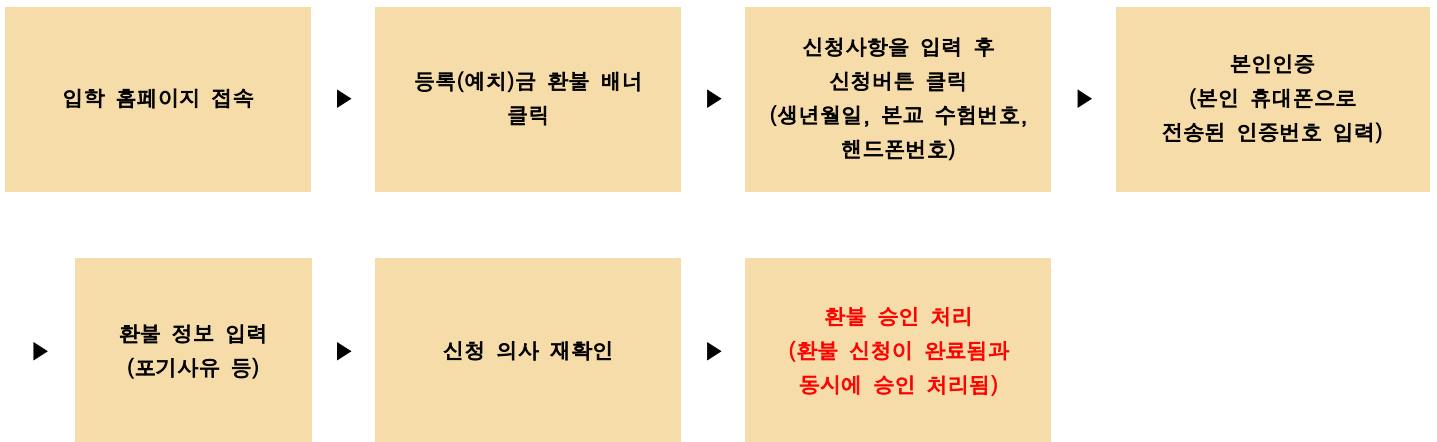 입학 홈페이지 접속
등록(예치)금 환불 배너
클릭
신청사항을 입력 후
신청버튼 클릭
(생년월일, 본교 수험번호,
핸드폰번호)
본인인증
(본인 휴대폰으로
전송된 인증번호 입력)
환불 정보 입력
(포기사유 등)
신청 의사 재확인
환불 승인 처리
(환불 신청이 완료됨과
동시에 승인 처리됨)